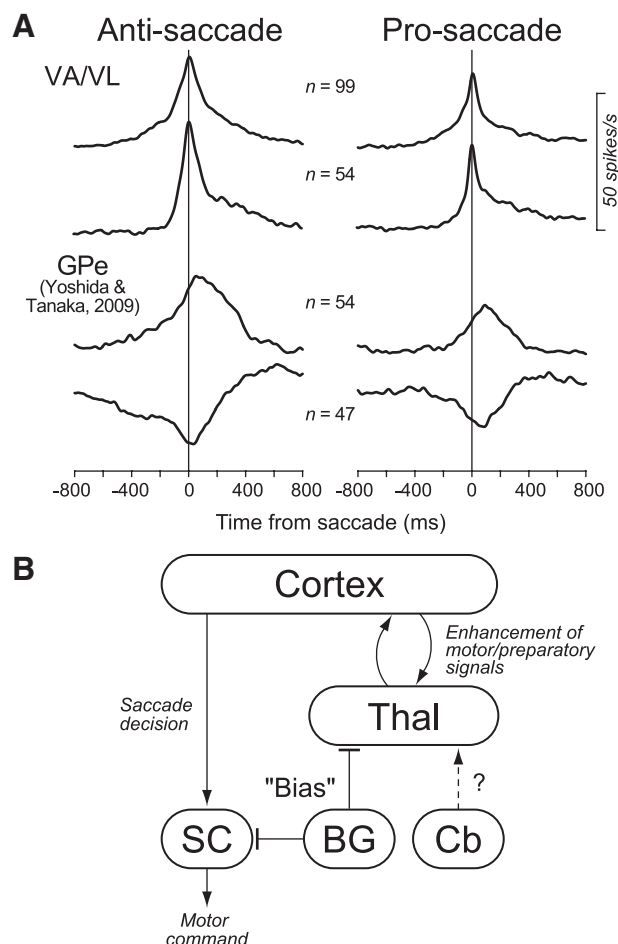 A
Anti-saccade
Pro-saccade
VA/VL
n = 99
n = 54
50 spikes/s
GPe
(Yoshida &
Tanaka, 2009)
n = 54
n = 47
-800 -400 0 400 800
-800 -400 0 400 800
Time from saccade (ms)
B
Cortex
Enhancement of
motor/preparatory
signals
Saccade
decision
Thal
"Bias"
?
SC
BG
Cb
Motor
command